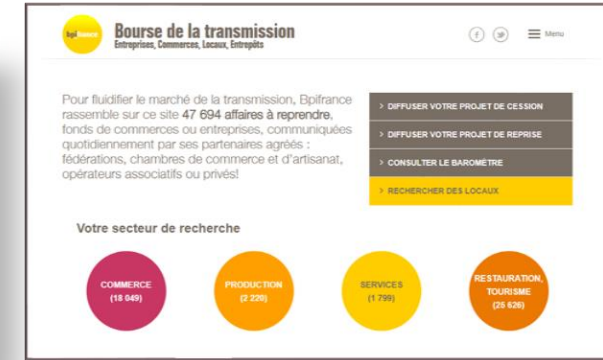 bpifrance
Bourse de la transmission
Entreprises, Commerces, Locaux, Entrepôts
Menu
Pour fluidifier le marché de la transmission, Bpifrance
rassemble sur ce site 47 694 affaires à reprendre,
fonds de commerces ou entreprises, communiquées
quotidiennement par ses partenaires agréés :
fédérations, chambres de commerce et d'artisanat,
opérateurs associatifs ou privés!
> DIFFUSER VOTRE PROJET DE CESSION
> DIFFUSER VOTRE PROJET DE REPRISE
> CONSULTER LE BAROMÈTRE
> RECHERCHER DES LOCAUX
Votre secteur de recherche
COMMERCE
(18 049)
PRODUCTION
(2 220)
SERVICES
(1 799)
RESTAURATION,
TOURISME
(25 626)